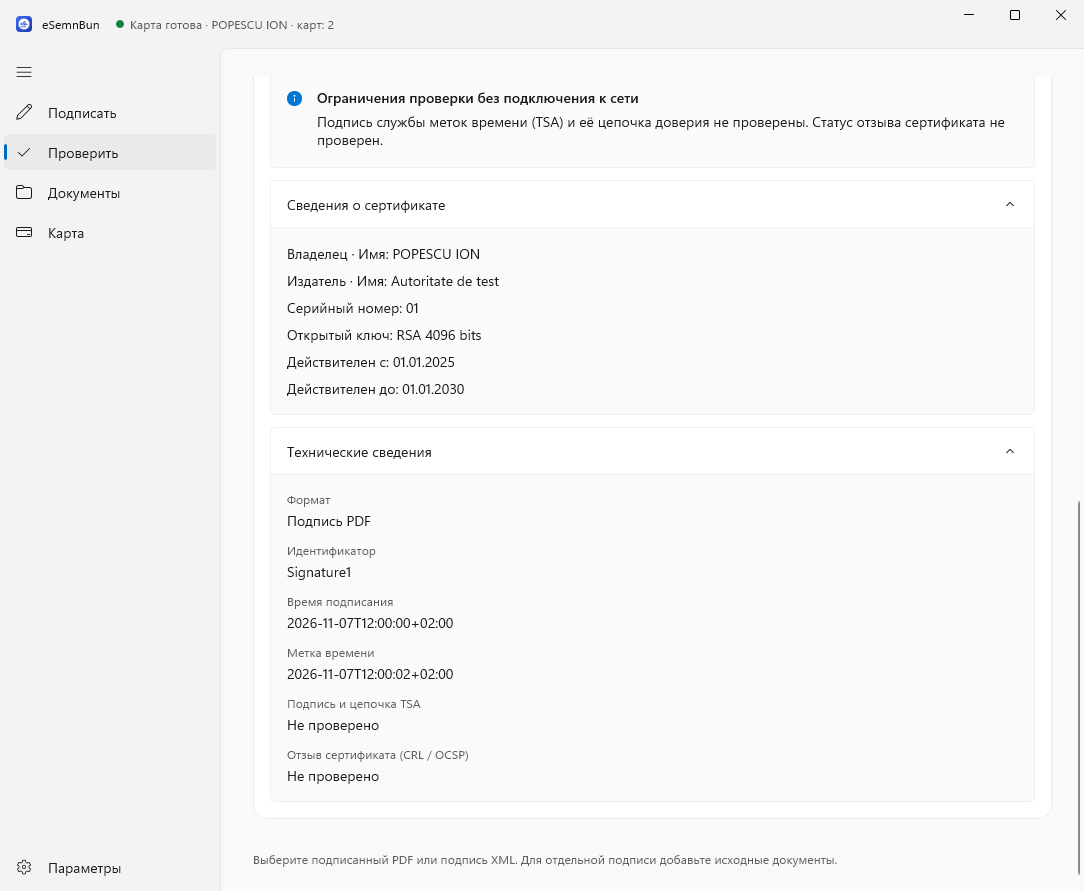 eSemnBun
Карта готова · POPESCU ION · карт: 2
Подписать
Проверить
Документы
Карта
Параметры
Ограничения проверки без подключения к сети
Подпись службы меток времени (TSA) и её цепочка доверия не проверены. Статус отзыва сертификата не
проверен.
Сведения о сертификате
Владелец · Имя: POPESCU ION
Издатель · Имя: Autoritate de test
Серийный номер: 01
Открытый ключ: RSA 4096 bits
Действителен с: 01.01.2025
Действителен до: 01.01.2030
Технические сведения
Формат
Подпись PDF
Идентификатор
Signature1
Время подписания
2026-11-07T12:00:00+02:00
Метка времени
2026-11-07T12:00:02+02:00
Подпись и цепочка TSA
Не проверено
Отзыв сертификата (CRL / OCSP)
Не проверено
Выберите подписанный PDF или подпись XML. Для отдельной подписи добавьте исходные документы.